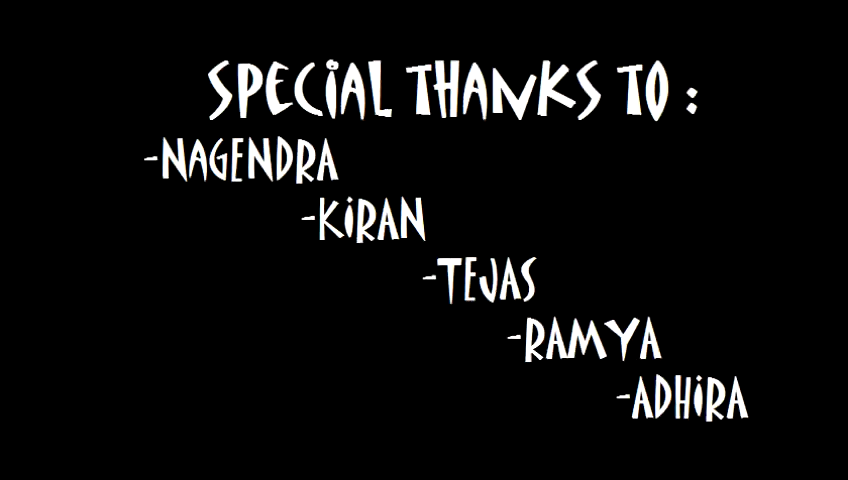 SPECIAL THANKS TO :
-NAGENDRA
-KIRAN
-TEJAS
-RAMYA
-ADHIRA